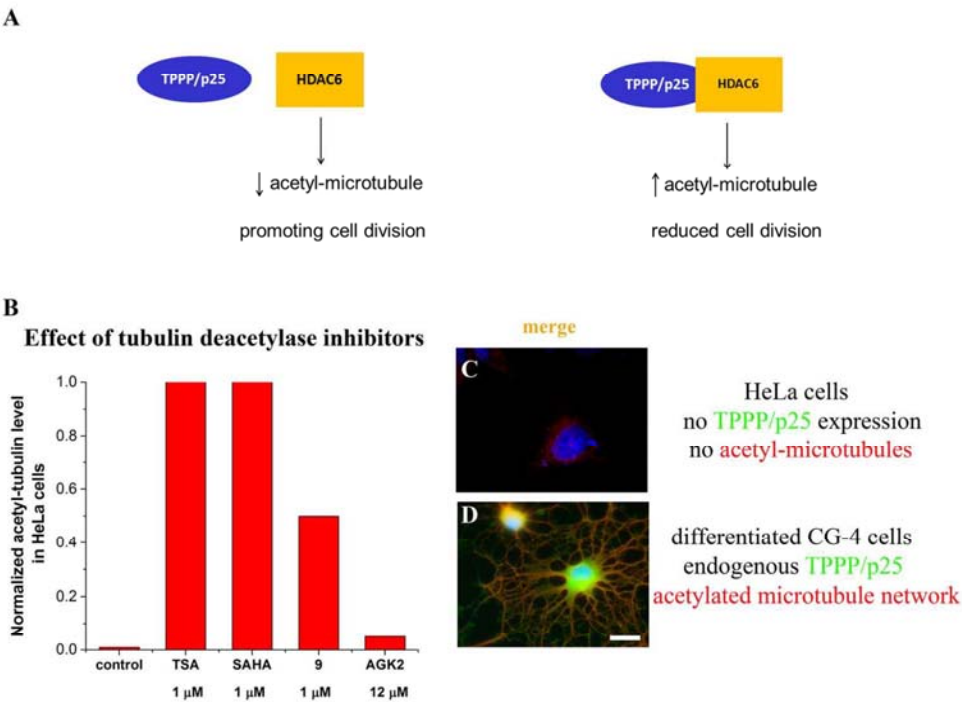 A
TPPP/p25 HDAC6 TPPP/p25 HDAC6
↓ acetyl-microtubule ↑ acetyl-microtubule
promoting cell division reduced cell division
B
Effect of tubulin deacetylase inhibitors
Normalized acetyl-tubulin level
in HeLa cells
1.0
0.8
0.6
0.4
0.2
0.0
control TSA SAHA 9 AGK2
1 μM 1 μM 1 μM 12 μM
merge
C
HeLa cells
no TPPP/p25 expression
no acetyl-microtubules
D
differentiated CG-4 cells
endogenous TPPP/p25
acetylated microtubule network